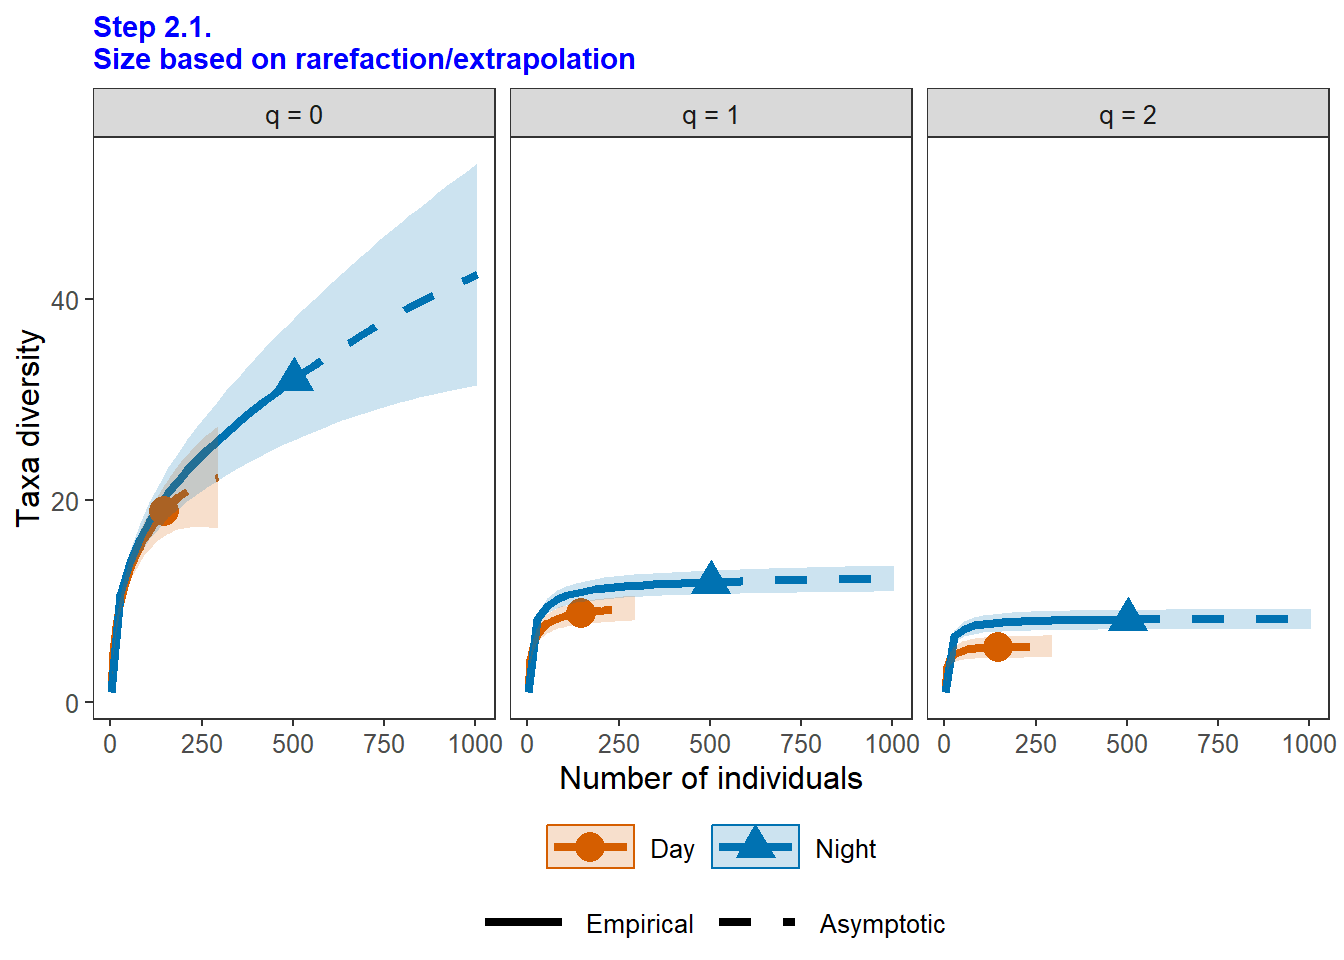 Step 2.1.
Size based on rarefaction/extrapolation
q = 0
q = 1
q = 2
Taxa diversity
40
20
0
0 250 500 750 1000
0 250 500 750 1000
0 250 500 750 1000
Number of individuals
Day Night
Empirical Asymptotic